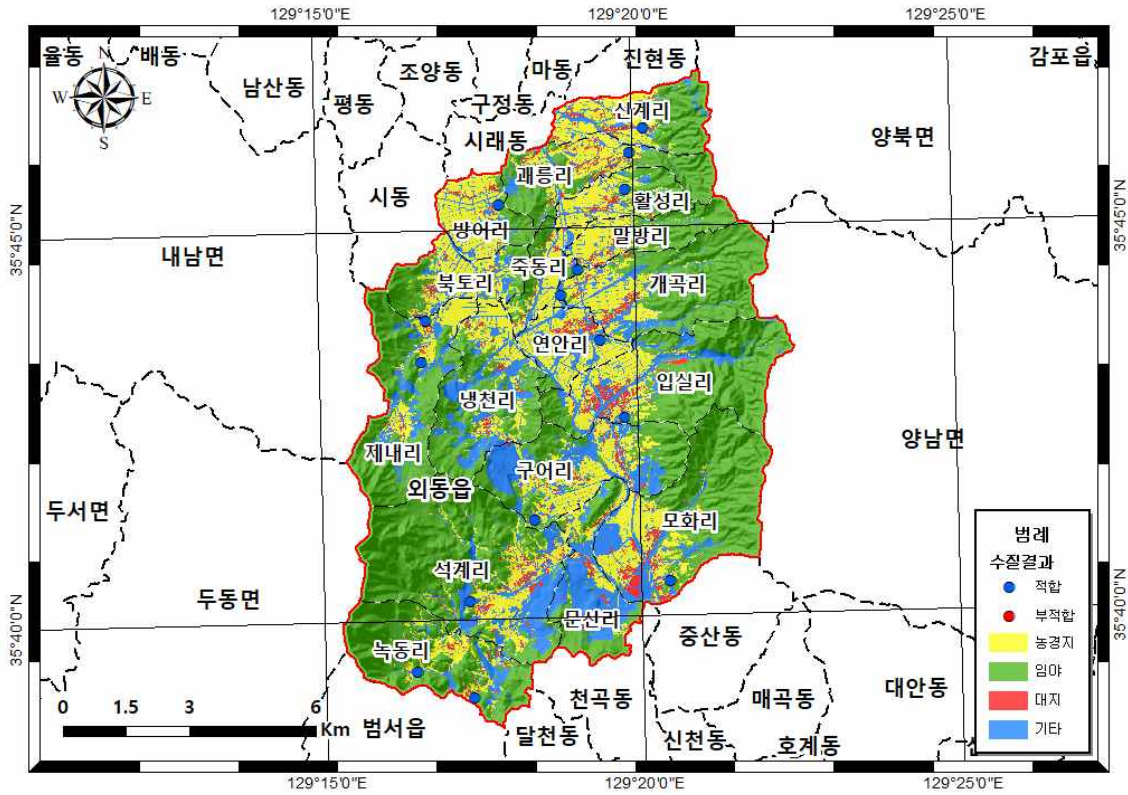 129°15'0"E 129°20'0"E 129°25'0"E
율동 배동 조양동 마동 진현동 감포읍
N
W E
S
남산동 평동 구정동
신계리
시래동
양북면
괘릉리
시동 활성리
35°45'0"N 35°45'0"N
방어리 말방리
내남면
죽동리
북토리 개곡리
연안리
입실리
냉천리
양남면
제내리 구어리
외동읍
두서면 모화리
범례
수질결과
석계리 적합
두동면 부적합
문산리
35°40'0"N 35°40'0"N
중산동 농경지
녹동리 임야
대안동
천곡동 매곡동 대지
0 1.5 3 6
Km
범서읍 기타
달천동 신천동 호계동
129°15'0"E 129°20'0"E 129°25'0"E